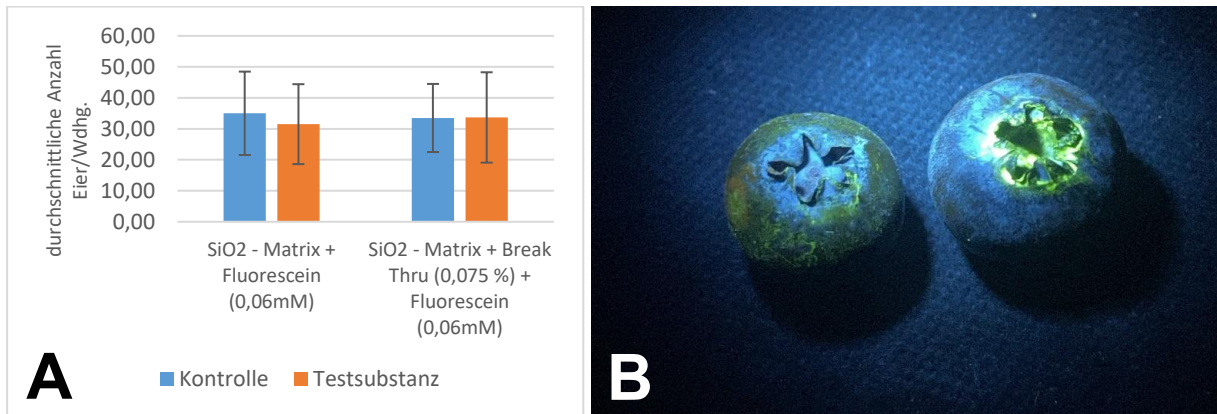 60,00
50,00
40,00
30,00
20,00
10,00
0,00
durchschnittliche Anzahl
Eier/Wdhg.
SiO2 - Matrix +
Fluorescein
(0,06mM)
SiO2 - Matrix + Break
Thru (0,075 %) +
Fluorescein
(0,06mM)
Kontrolle
Testsubstanz
A
B